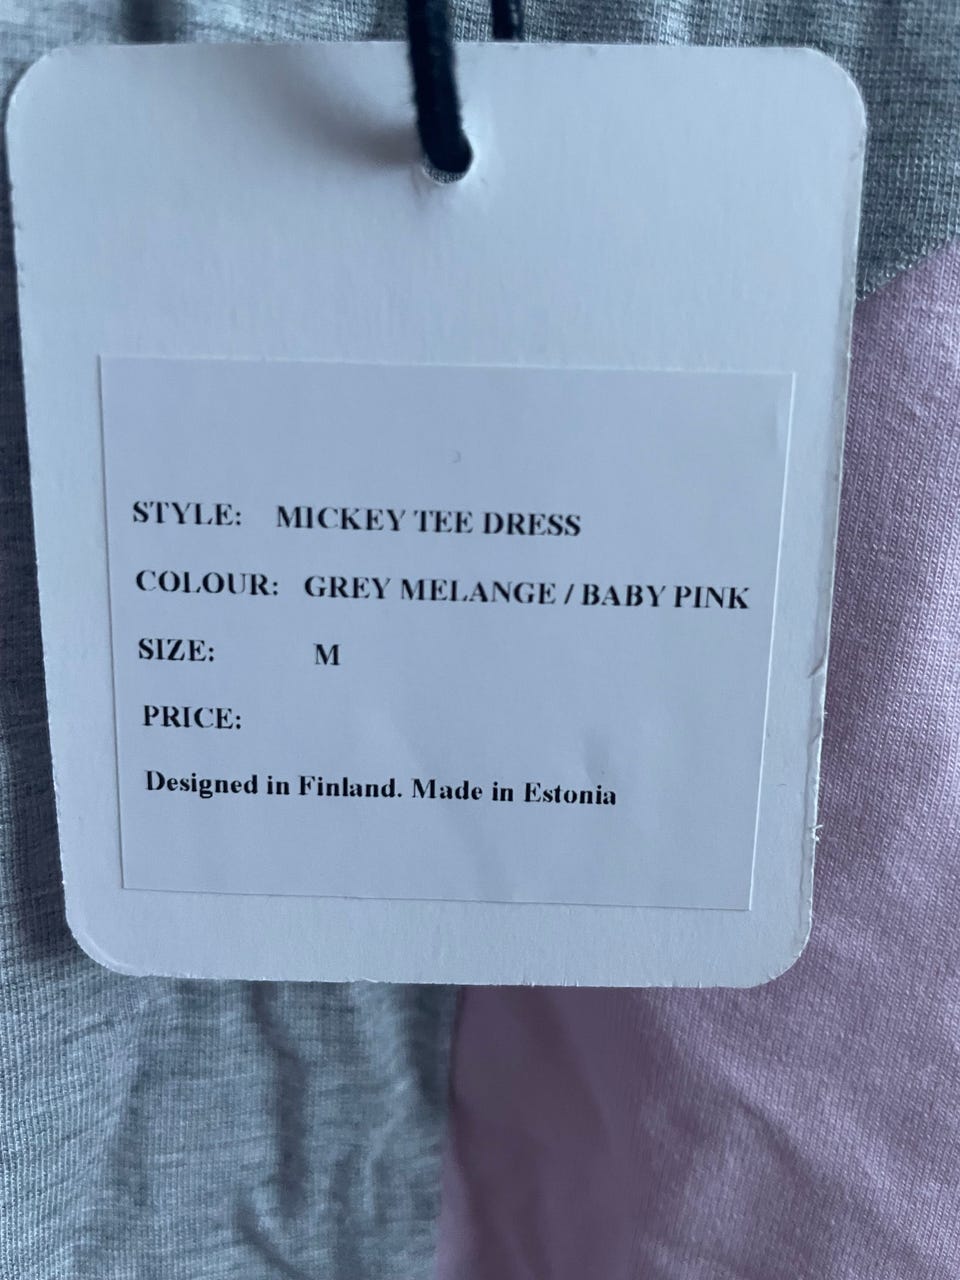 STYLE: MICKEY TEE DRESS
COLOUR: GREY MELANGE / BABY PINK
SIZE: M
PRICE:
Designed in Finland. Made in Estonia